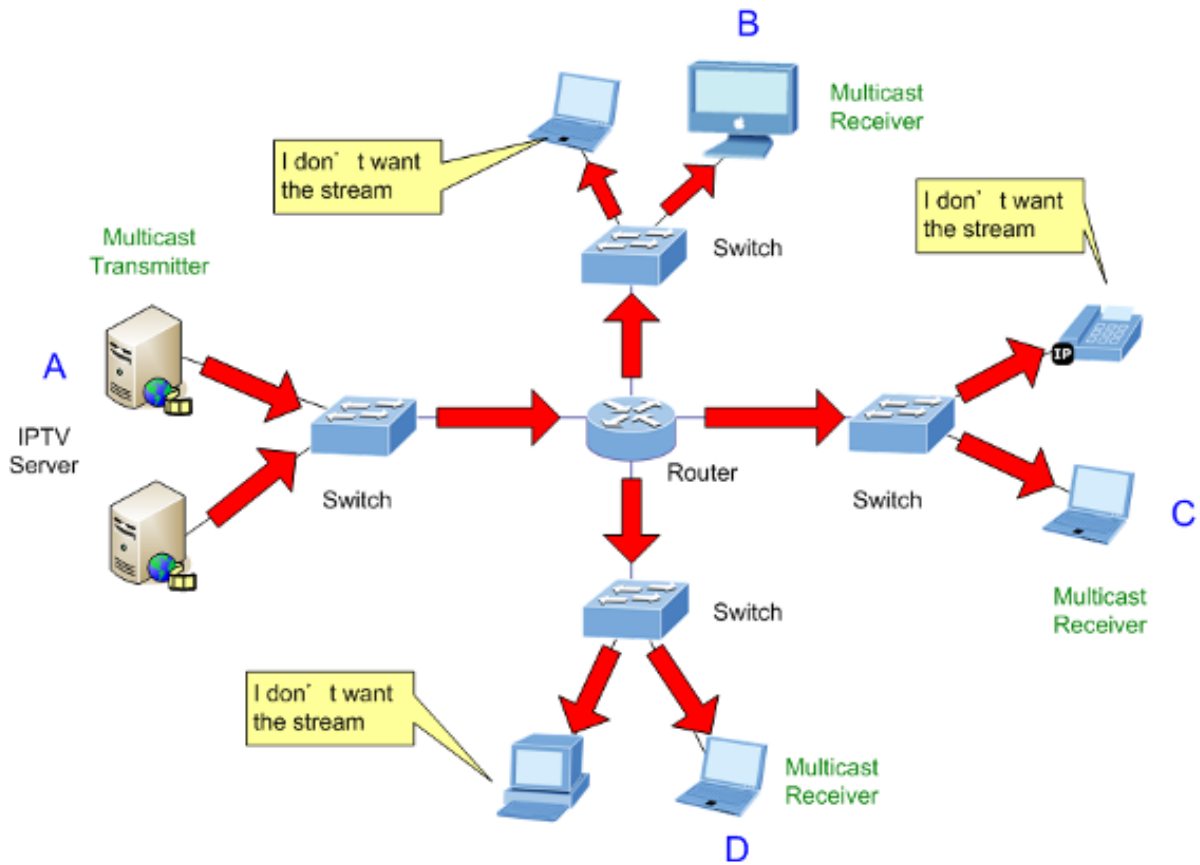 B
Multicast
Receiver
I don’ t want
the stream
Switch
I don’ t want
the stream
Multicast
Transmitter
A
IP
IPTV
Server
Switch
Router
Switch
C
Switch
Multicast
Receiver
I don’ t want
the stream
Multicast
Receiver
D